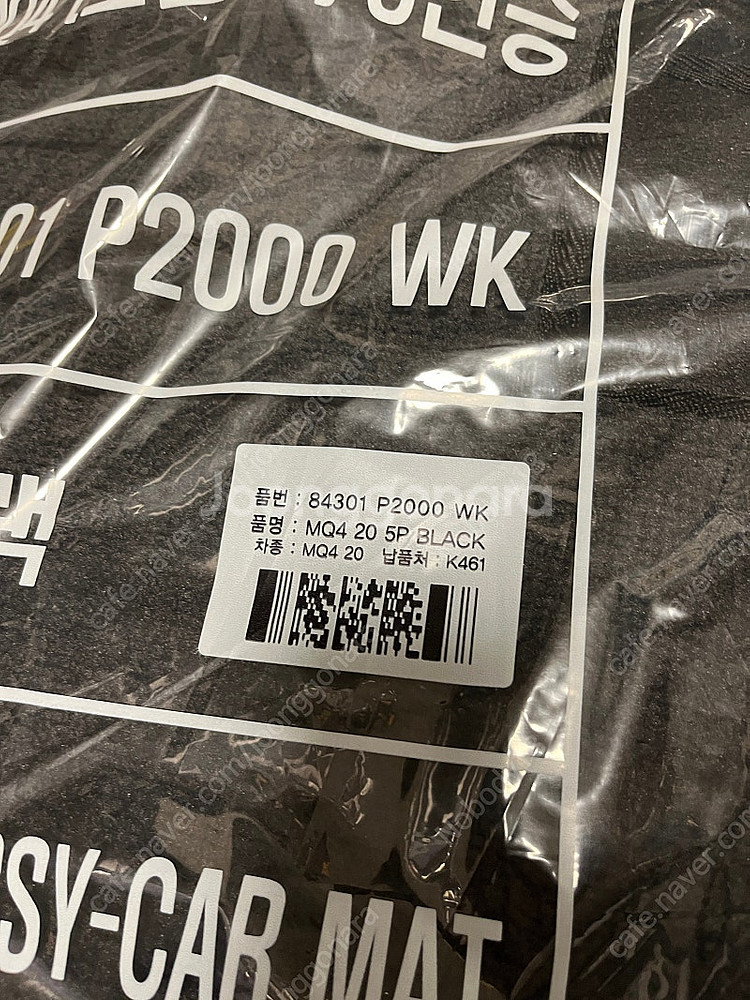 01 P2000 WK
품번 : 84301 P2000 WK
품명 : MQ4 20 5P BLACK
차종 : MQ4 20 납품처 : K461
랙
SY-CAR MAT